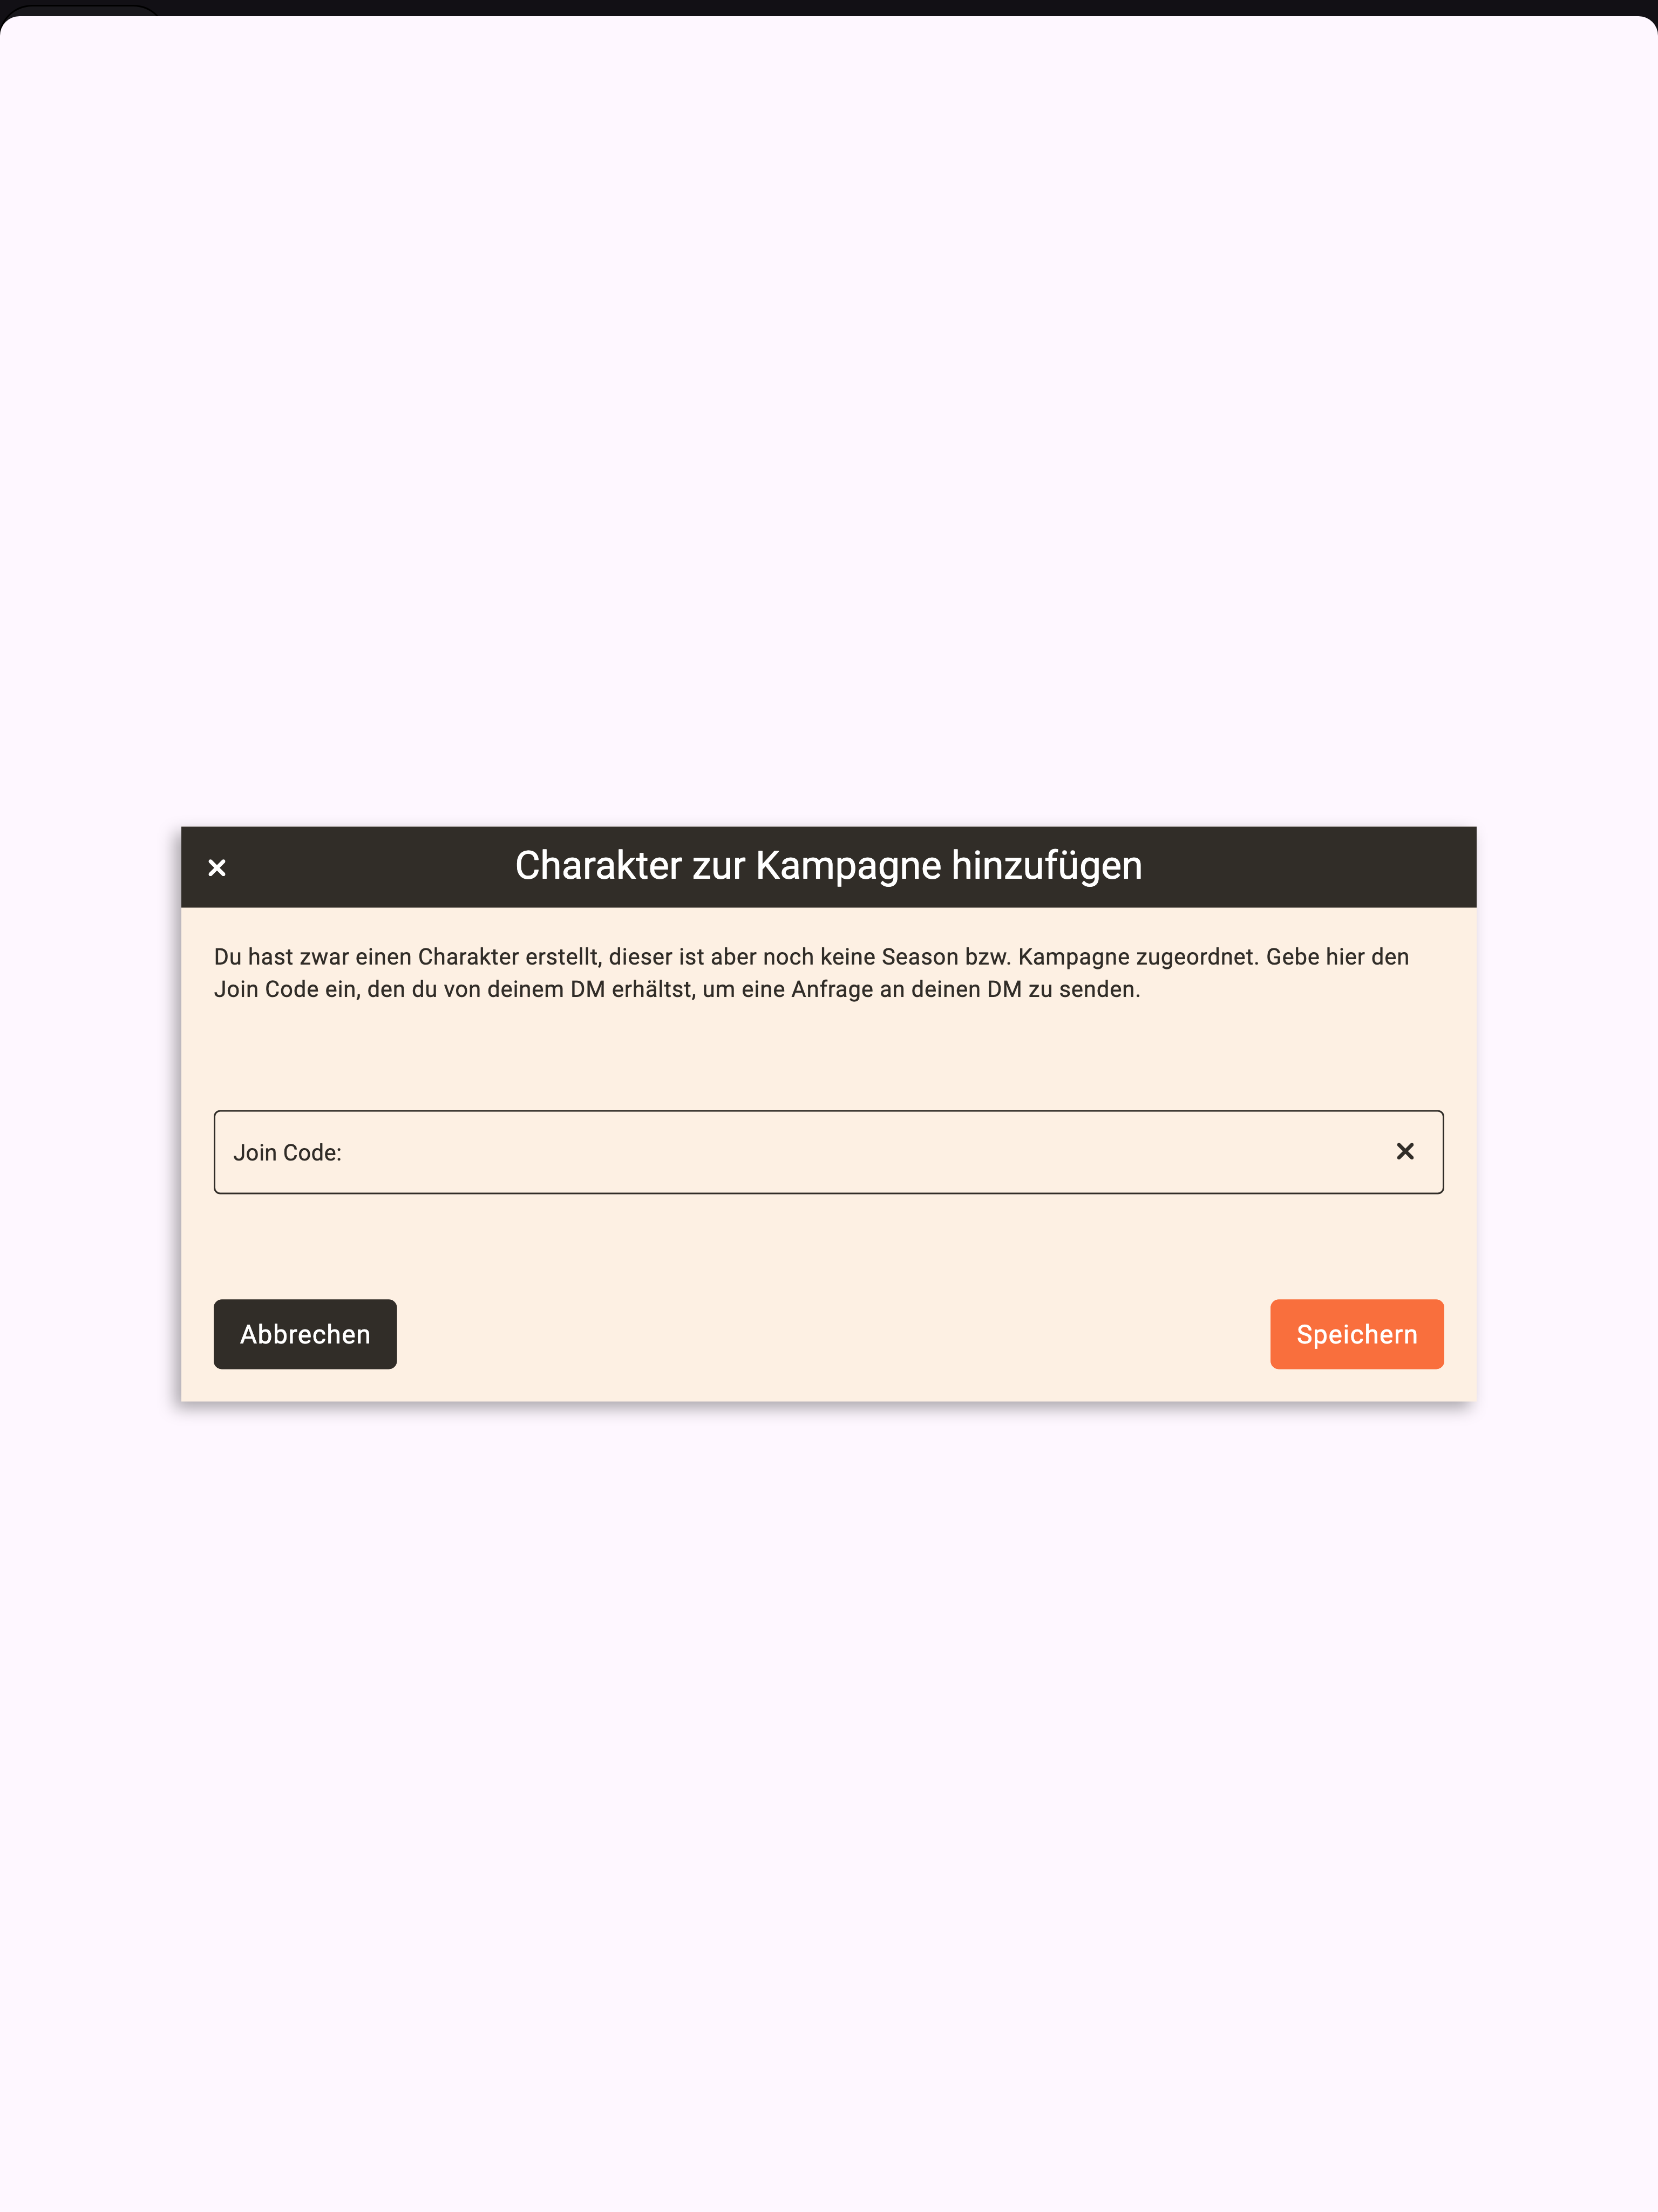 Charakter zur Kampagne hinzufügen
Du hast zwar einen Charakter erstellt, dieser ist aber noch keine Season bzw. Kampagne zugeordnet. Gebe hier den
Join Code ein, den du von deinem DM erhältst, um eine Anfrage an deinen DM zu senden.
Join Code:
Abbrechen
Speichern